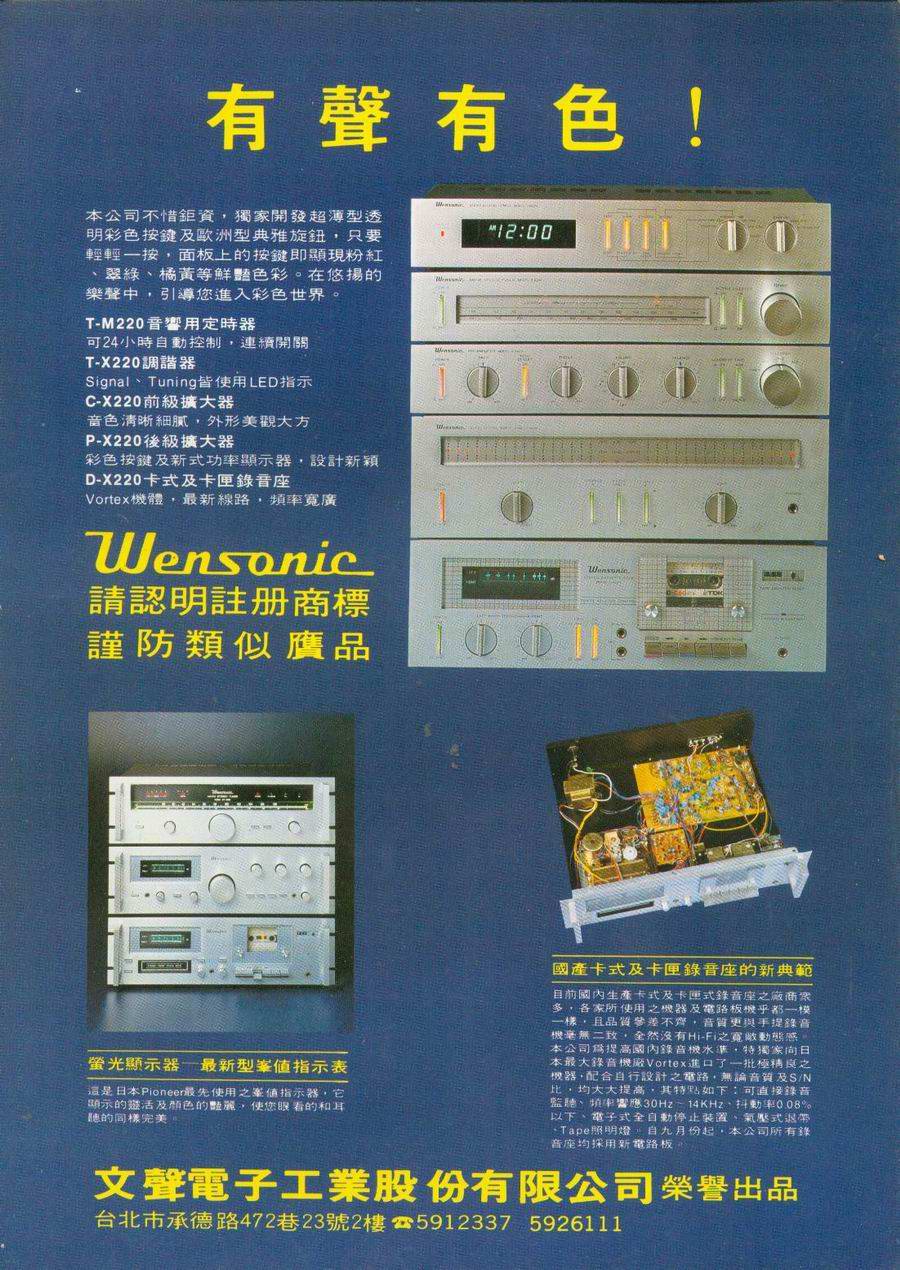 有聲有色!
本公司不惜鉅資，獨家開發超薄型透
明彩色按鍵及歐洲型典雅旋鈕，只要
輕輕一按，面板上的按鍵即顯現粉紅
、翠綠、橘黃等鮮豔色彩。在悠揚的
樂聲中，引導您進入彩色世界。
T-M220音響用定時器
可24小時自動控制，連續開關
T-X220調諧器
Signal、Tuning皆使用LED指示
C-X220前級擴大器
音色清晰細膩，外形美觀大方
P-X220後級擴大器
彩色按鍵及新式功率顯示器，設計新穎
D-X220卡式及卡匣錄音座
Vortex機體，最新線路，頻率寬廣
Wensonic
請認明註册商標
謹防類似鷹品
Wensonic
AM 12:00
Wensonic
Wensonic
Wensonic
Wensonic
TDK
Wensonic
螢光顯示器—最新型峯值指示表
這是日本Pioneer最先使用之峯值指示器，它
顯示的靈活及顏色的豔麗，使您眼看的和耳
聽的同樣完美。
國產卡式及卡匣錄音座的新典範
目前國內生產卡式及卡匣式錄音座之廠商衆
多，各家所使用之機器及電路板機乎都一模
一樣，且品質參差不齊，音質更與手提錄音
機毫無二致，全然沒有Hi-Fi之寬敞動態感。
本公司爲提高國內錄音機水準，特獨家向日
本最大錄音機廠Vortex進口了一批極精良之
機器，配合自行設計之電路，無論音質及S/N
比，均大大提高，其特點如下：可直接錄音
監聽、頻率響應30Hz～14KHz、抖動率0.08%
以下、電子式全自動停止裝置、氣壓式退帶
、Tape照明燈。自九月份起，本公司所有錄
音座均採用新電路板。
文聲電子工業股份有限公司榮譽出品
台北市承德路472巷23號2樓☎5912337 5926111